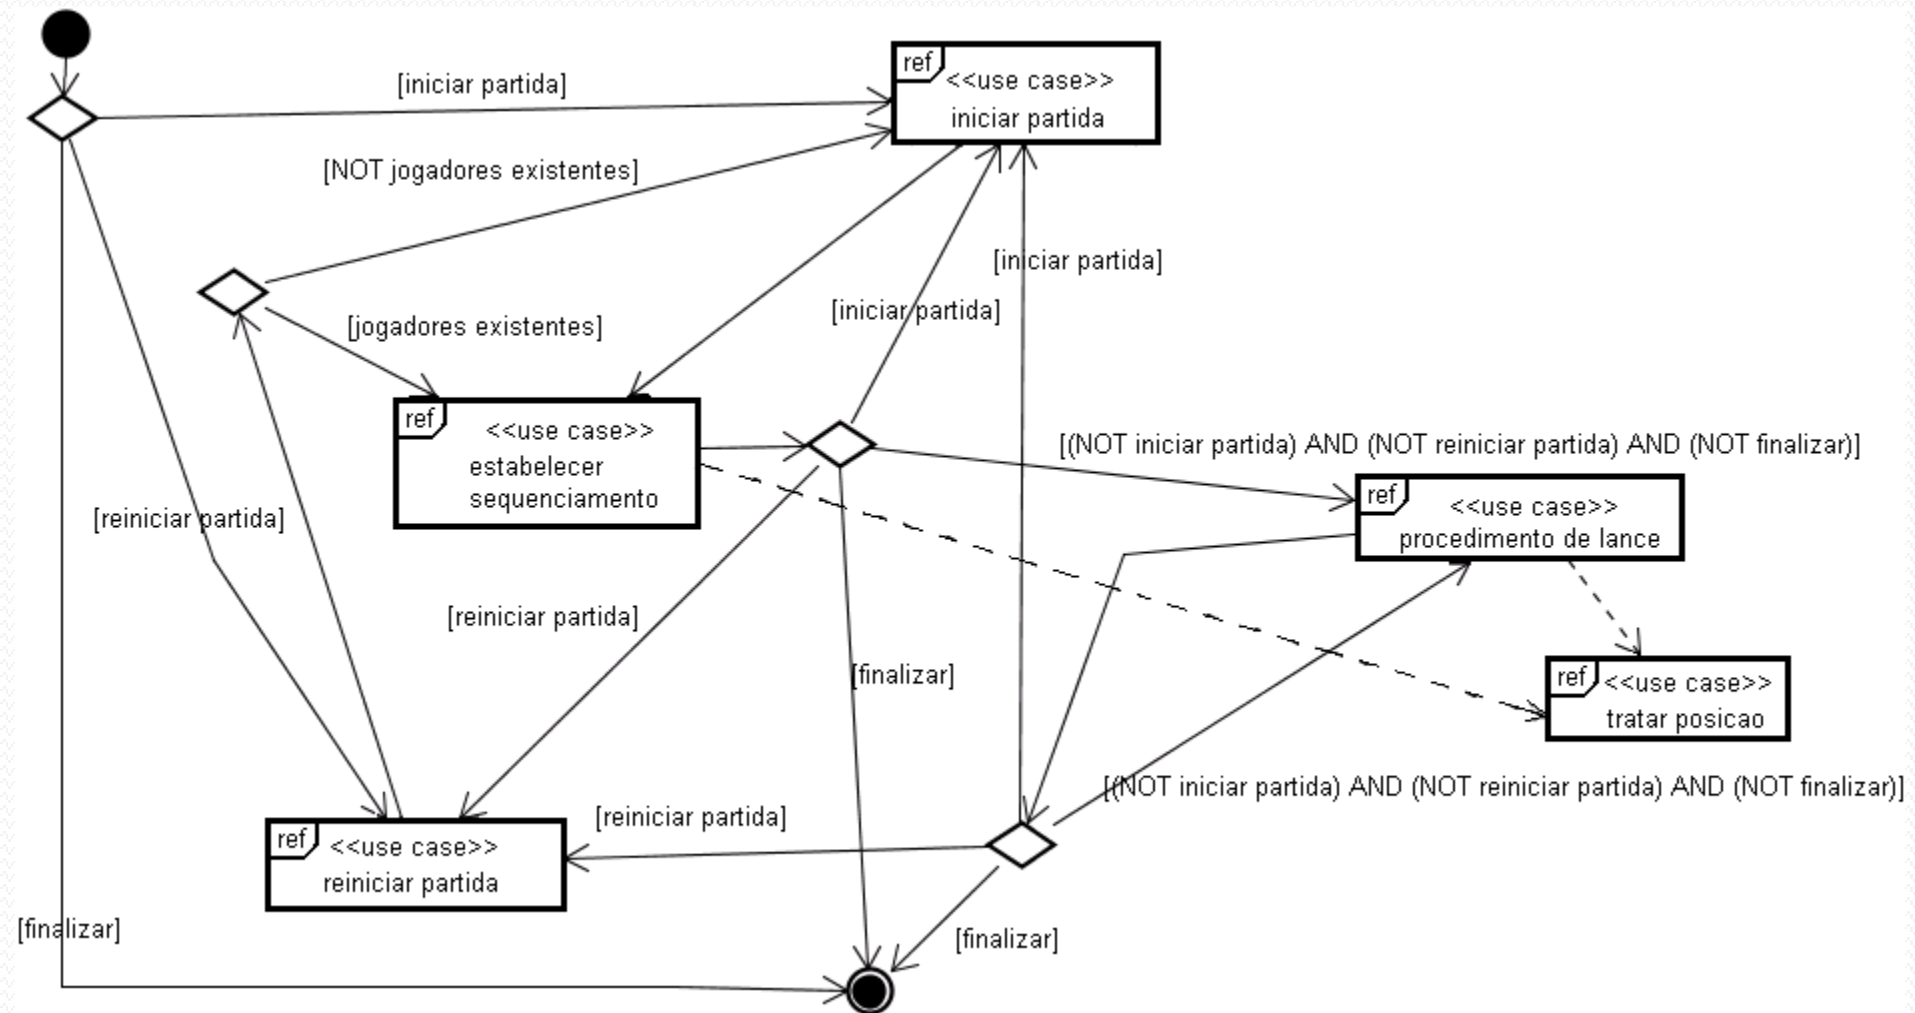 ref
<<use case>>
iniciar partida
[iniciar partida]
[NOT jogadores existentes]
[iniciar partida]
[iniciar partida]
[jogadores existentes]
ref
<<use case>>
estabelecer
sequenciamento
[(NOT iniciar partida) AND (NOT reiniciar partida) AND (NOT finalizar)]
ref
<<use case>>
procedimento de lance
[reiniciar partida]
[reiniciar partida]
[finalizar]
ref
<<use case>>
tratar posicao
[(NOT iniciar partida) AND (NOT reiniciar partida) AND (NOT finalizar)]
[reiniciar partida]
ref
<<use case>>
reiniciar partida
[finalizar]
[finalizar]